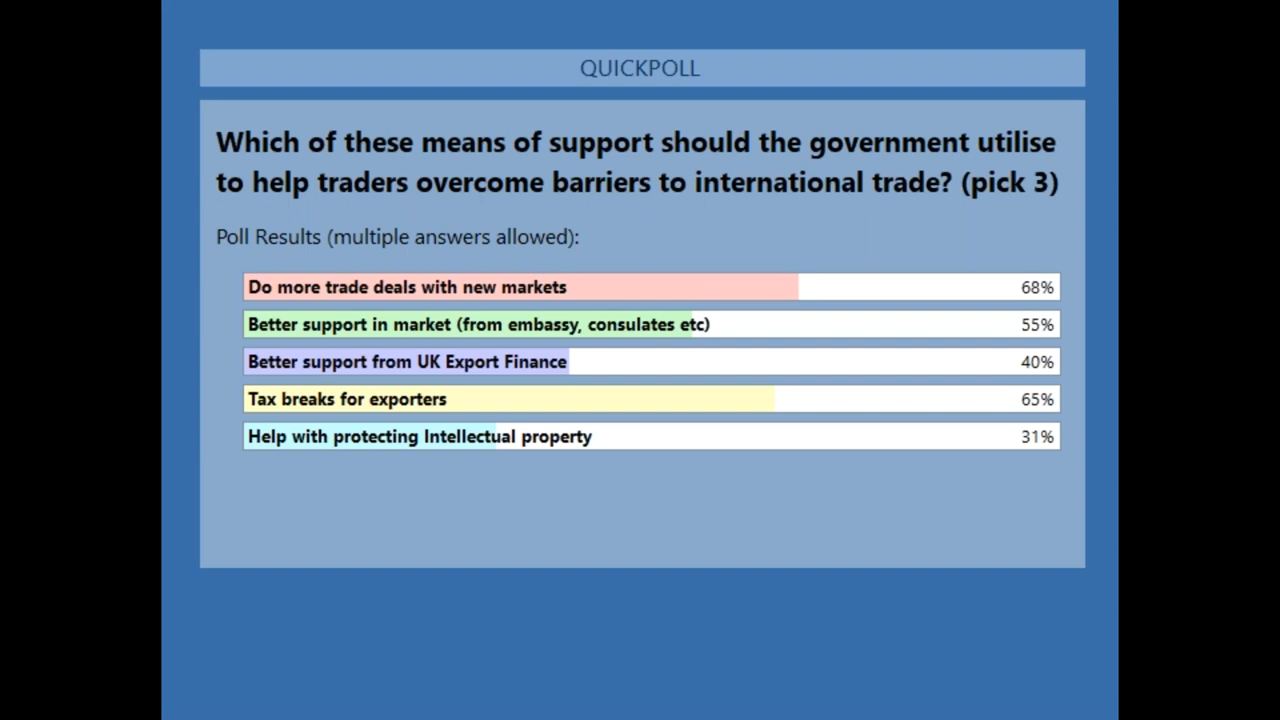 QUICKPOLL
Which of these means of support should the government utilise
to help traders overcome barriers to international trade? (pick 3)
Poll Results (multiple answers allowed):
Do more trade deals with new markets 68%
Better support in market (from embassy, consulates etc) 55%
Better support from UK Export Finance 40%
Tax breaks for exporters 65%
Help with protecting Intellectual property 31%